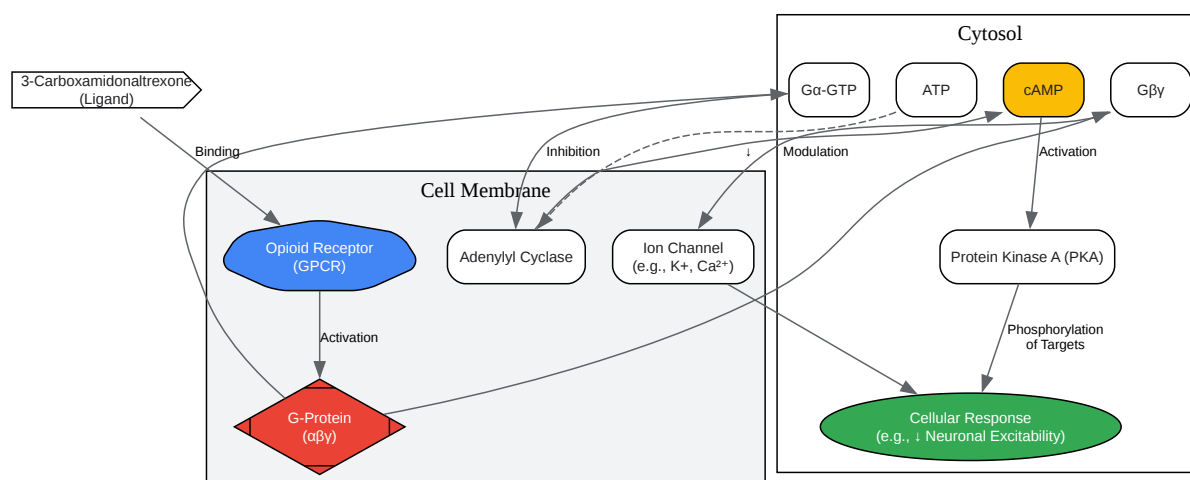 Cytosol
3-Carboxamidonaltrexone
(Ligand)
Gα-GTP
ATP
cAMP
Gβγ
Binding
Inhibition
↓
Modulation
Activation
Cell Membrane
Opioid Receptor
(GPCR)
Adenylyl Cyclase
Ion Channel
(e.g., K+, Ca²⁺)
Protein Kinase A (PKA)
Activation
Phosphorylation
of Targets
G-Protein
(αβγ)
Cellular Response
(e.g., ↓ Neuronal Excitability)